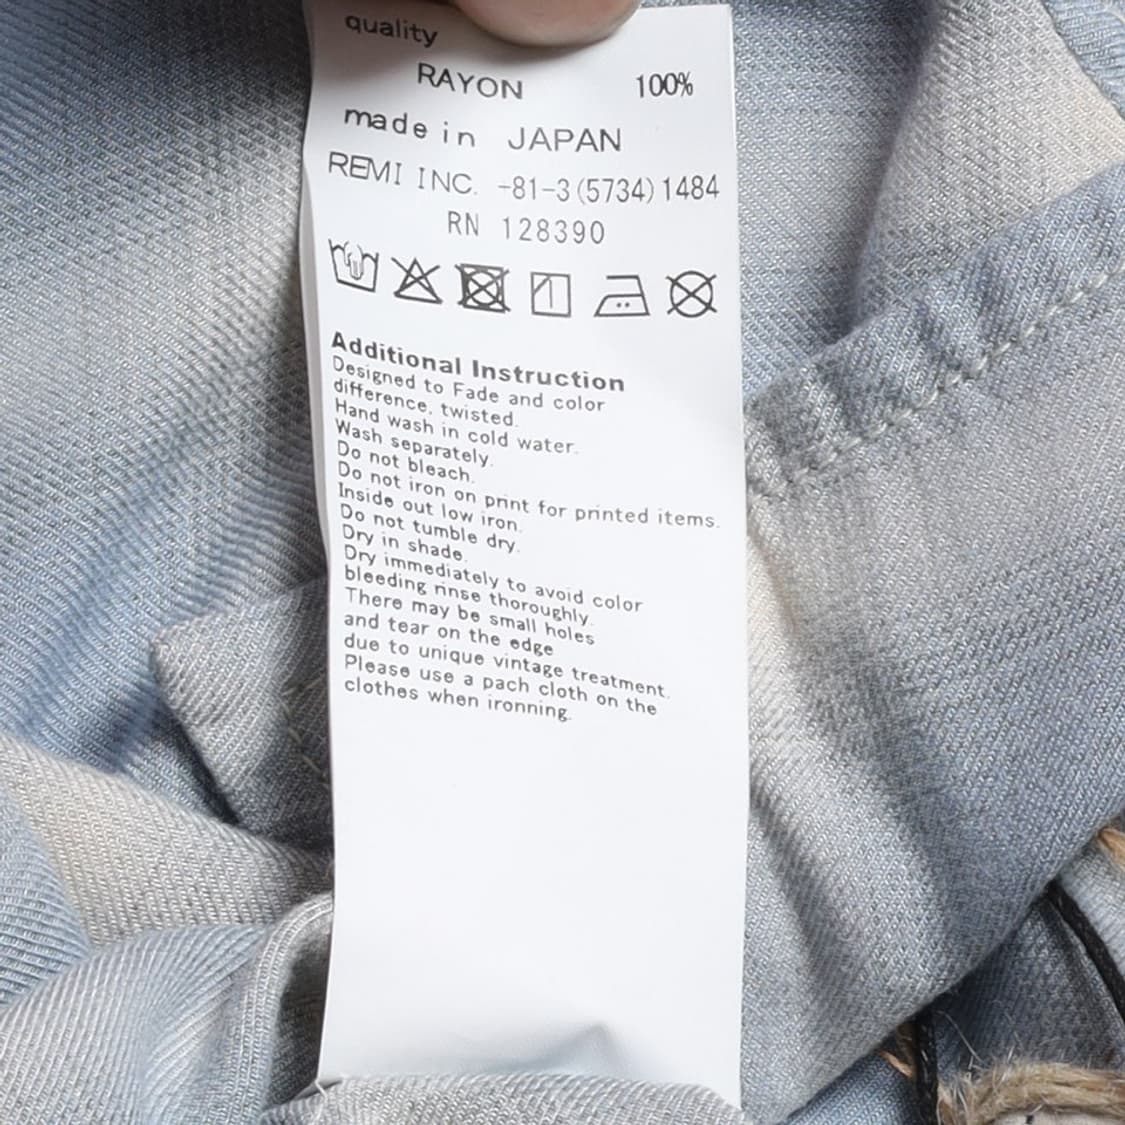 quality
RAYON 100%
made in JAPAN
REMI INC. -81-3(5734)1484
RN 128390
Additional Instruction
Designed to Fade and color
difference, twisted.
Hand wash in cold water.
Wash separately.
Do not bleach.
Do not iron on print for printed items.
Inside out low iron.
Do not tumble dry.
Dry in shade.
Dry immediately to avoid color
bleeding rinse thoroughly.
There may be small holes
and tear on the edge
due to unique vintage treatment.
Please use a pach cloth on the
clothes when ironning.